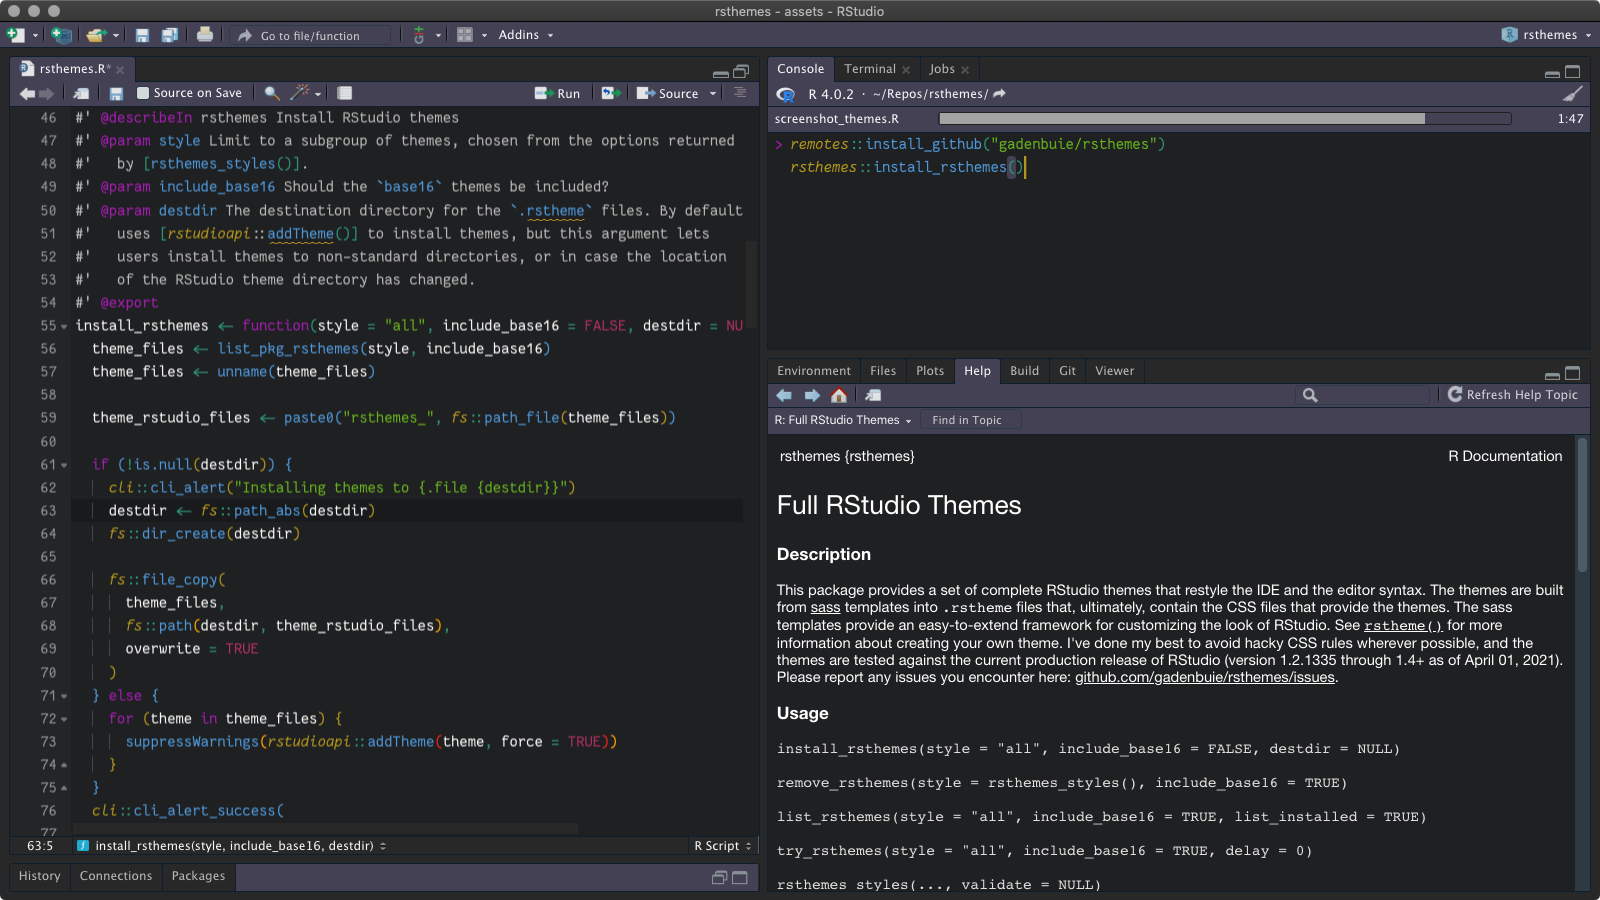 rsthemes - assets - RStudio
Go to file/function
Addins
rsthemes
rsthemes.R*
Source on Save
Run
Source
46 #' @describeIn rsthemes Install RStudio themes
47 #' @param style Limit to a subgroup of themes, chosen from the options returned
48 #'   by [rsthemes_styles()].
49 #' @param include_base16 Should the `base16` themes be included?
50 #' @param destdir The destination directory for the `.rstheme` files. By default
51 #'   uses [rstudioapi::addTheme()] to install themes, but this argument lets
52 #'   users install themes to non-standard directories, or in case the location
53 #'   of the RStudio theme directory has changed.
54 #' @export
55 install_rsthemes ← function(style = "all", include_base16 = FALSE, destdir = NU
56   theme_files ← list_pkg_rsthemes(style, include_base16)
57   theme_files ← unname(theme_files)
58
59   theme_rstudio_files ← paste0("rsthemes_", fs::path_file(theme_files))
60
61   if (!is.null(destdir)) {
62     cli::cli_alert("Installing themes to {.file {destdir}}")
63     destdir ← fs::path_abs(destdir)
64     fs::dir_create(destdir)
65
66     fs::file_copy(
67       theme_files,
68       fs::path(destdir, theme_rstudio_files),
69       overwrite = TRUE
70     )
71   } else {
72     for (theme in theme_files) {
73       suppressWarnings(rstudioapi::addTheme(theme, force = TRUE))
74     }
75   }
76   cli::cli_alert_success(
77
63:5 install_rsthemes(style, include_base16, destdir) R Script
History Connections Packages
Console Terminal Jobs
R 4.0.2 · ~/Repos/rsthemes/
screenshot_themes.R 1:47
> remotes::install_github("gadenbuie/rsthemes")
rsthemes::install_rsthemes()
Environment Files Plots Help Build Git Viewer
Refresh Help Topic
R: Full RStudio Themes Find in Topic
rsthemes {rsthemes} R Documentation
Full RStudio Themes
Description
This package provides a set of complete RStudio themes that restyle the IDE and the editor syntax. The themes are built
from sass templates into .rstheme files that, ultimately, contain the CSS files that provide the themes. The sass
templates provide an easy-to-extend framework for customizing the look of RStudio. See rstheme() for more
information about creating your own theme. I've done my best to avoid hacky CSS rules wherever possible, and the
themes are tested against the current production release of RStudio (version 1.2.1335 through 1.4+ as of April 01, 2021).
Please report any issues you encounter here: github.com/gadenbuie/rsthemes/issues.
Usage
install_rsthemes(style = "all", include_base16 = FALSE, destdir = NULL)
remove_rsthemes(style = rsthemes_styles(), include_base16 = TRUE)
list_rsthemes(style = "all", include_base16 = TRUE, list_installed = TRUE)
try_rsthemes(style = "all", include_base16 = TRUE, delay = 0)
rsthemes_styles(..., validate = NULL)